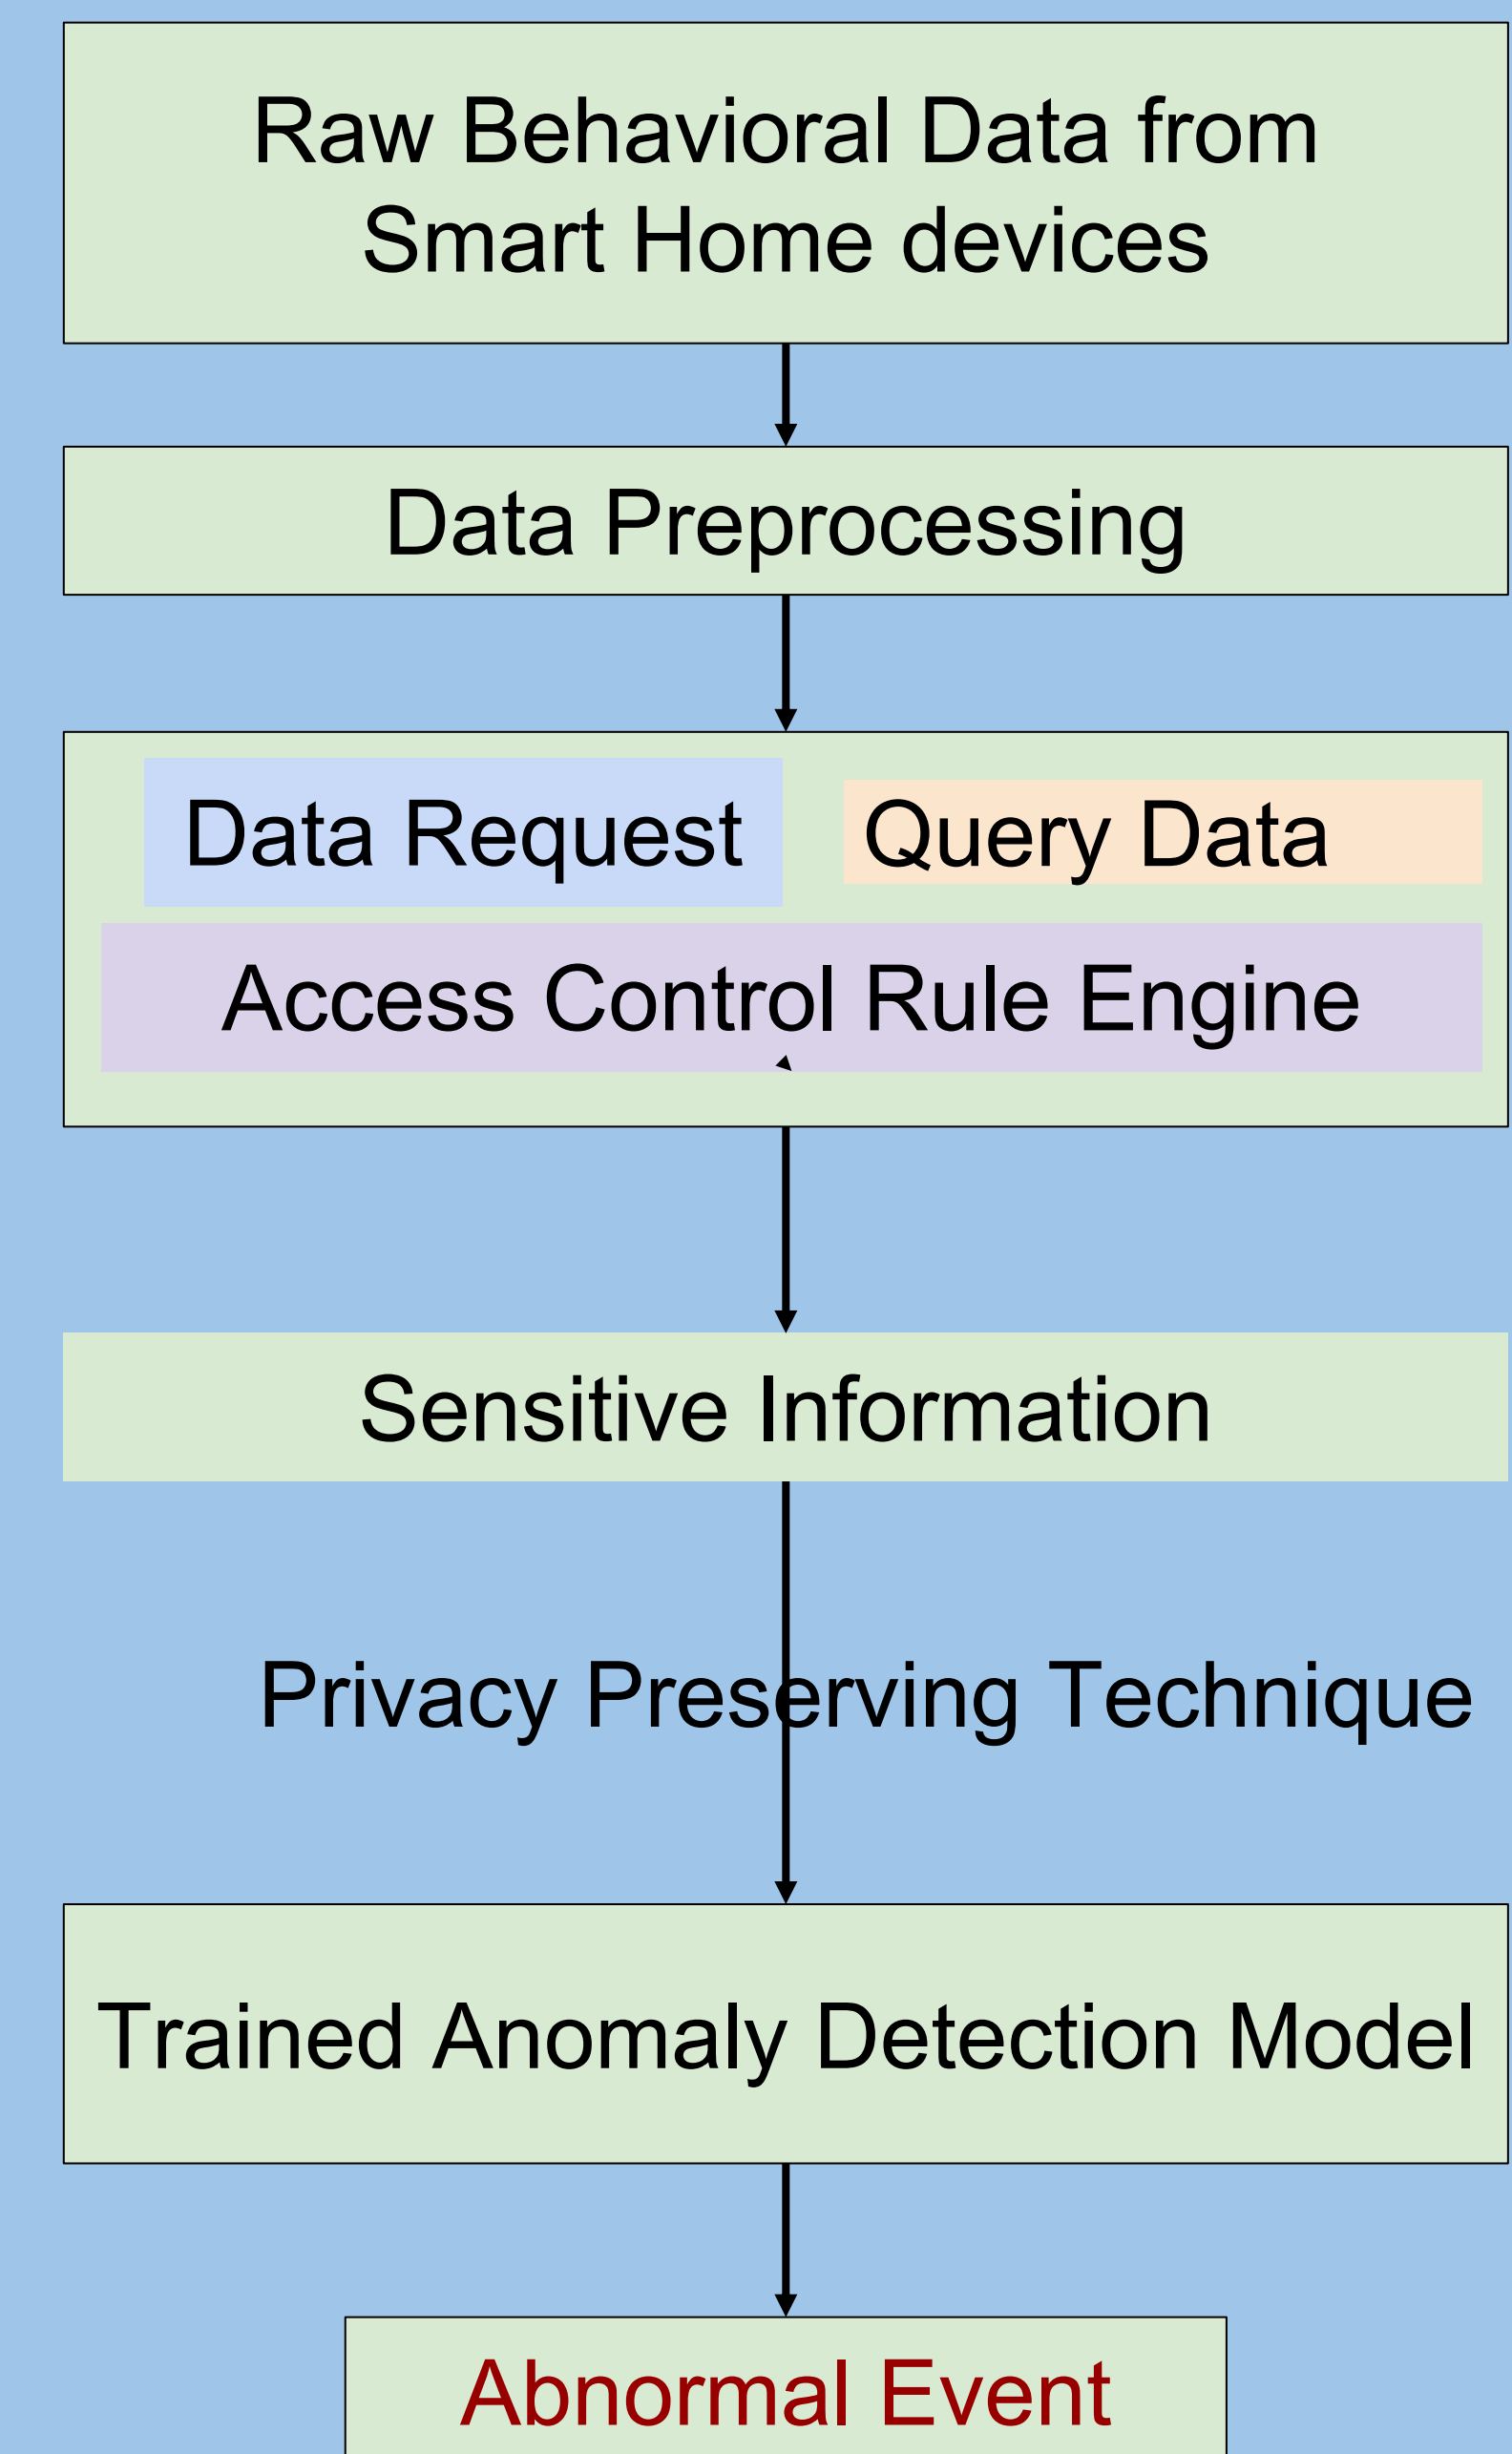 Raw Behavioral Data from
Smart Home devices
Data Preprocessing
Data Request
Query Data
Access Control Rule Engine
Sensitive Information
Privacy Preserving Technique
Trained Anomaly Detection Model
Abnormal Event